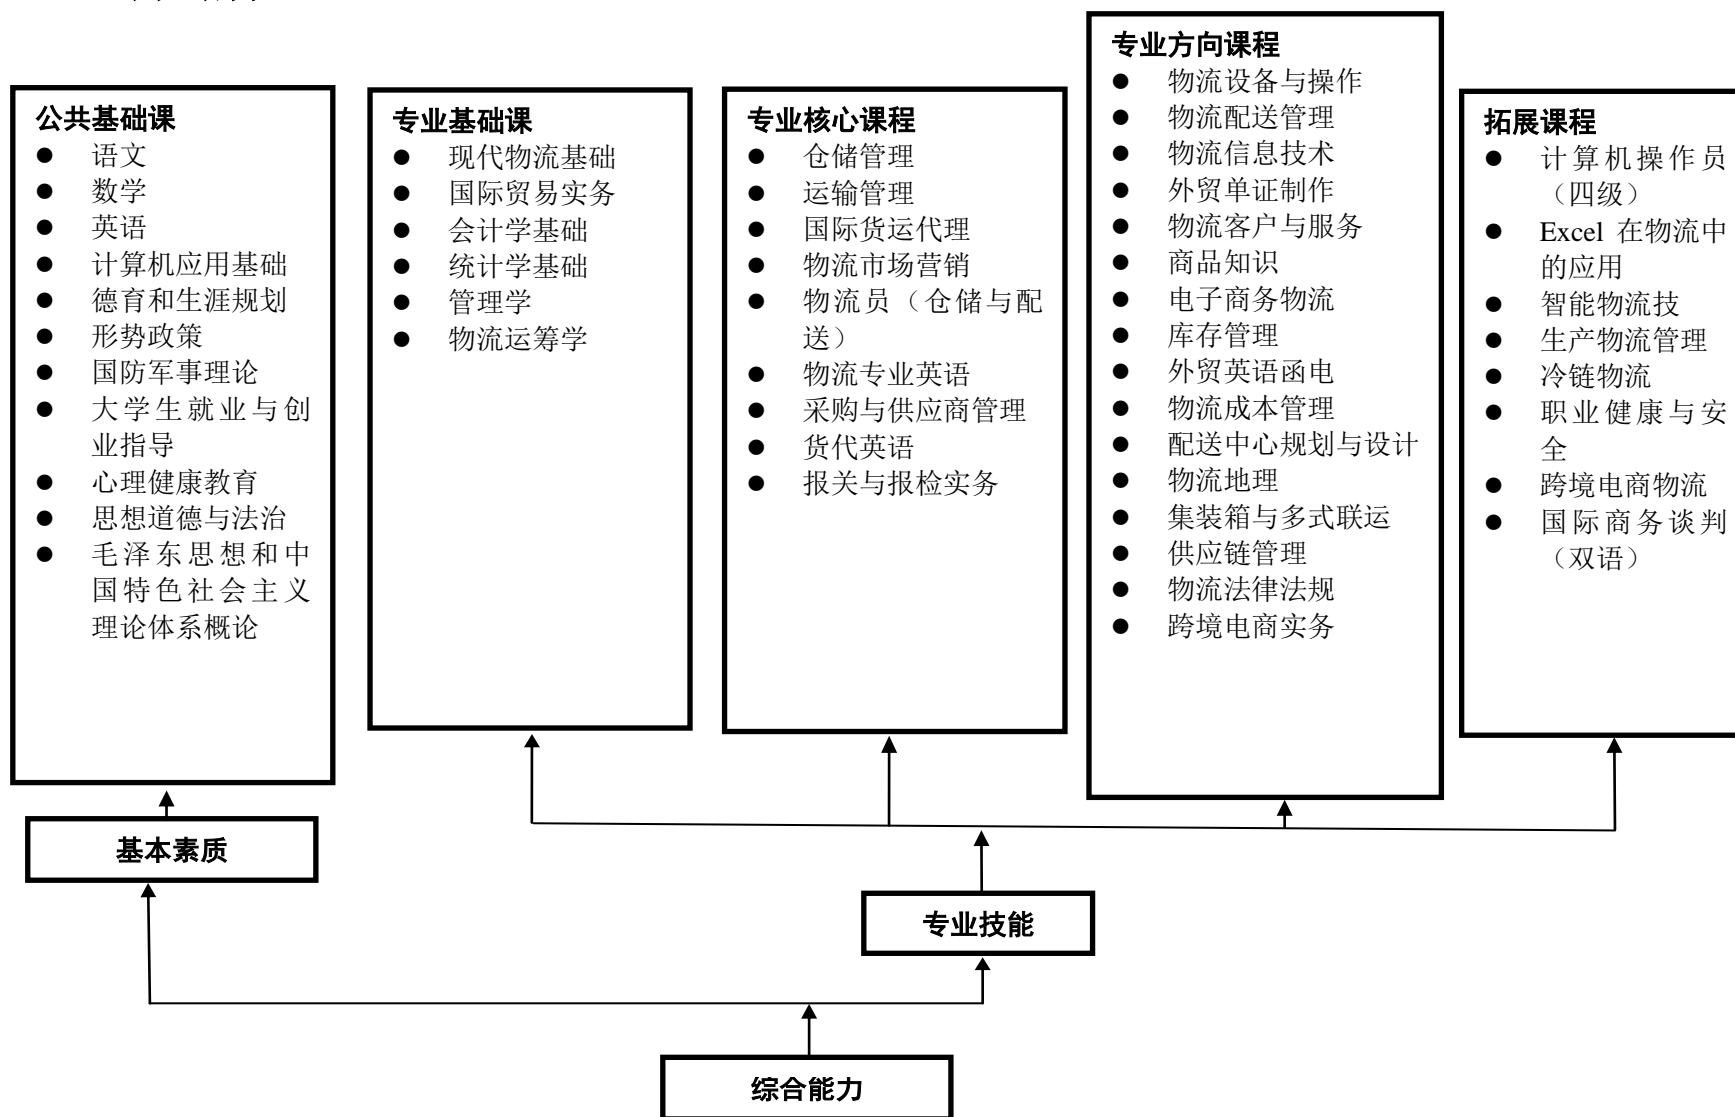 公共基础课
● 语文
● 数学
● 英语
● 计算机应用基础
● 德育和生涯规划
● 形势政策
● 国防军事理论
● 大学生就业与创
业指导
● 心理健康教育
● 思想道德与法治
● 毛泽东思想和中
国特色社会主义
理论体系概论
专业基础课
● 现代物流基础
● 国际贸易实务
● 会计学基础
● 统计学基础
● 管理学
● 物流运筹学
专业核心课程
● 仓储管理
● 运输管理
● 国际货运代理
● 物流市场营销
● 物流员（仓储与配
送）
● 物流专业英语
● 采购与供应商管理
● 货代英语
● 报关与报检实务
专业方向课程
● 物流设备与操作
● 物流配送管理
● 物流信息技术
● 外贸单证制作
● 物流客户与服务
● 商品知识
● 电子商务物流
● 库存管理
● 外贸英语函电
● 物流成本管理
● 配送中心规划与设计
● 物流地理
● 集装箱与多式联运
● 供应链管理
● 物流法律法规
● 跨境电商实务
拓展课程
● 计算机操作员
（四级）
● Excel 在物流中
的应用
● 智能物流技
● 生产物流管理
● 冷链物流
● 职业健康与安
全
● 跨境电商物流
● 国际商务谈判
（双语）
基本素质
专业技能
综合能力